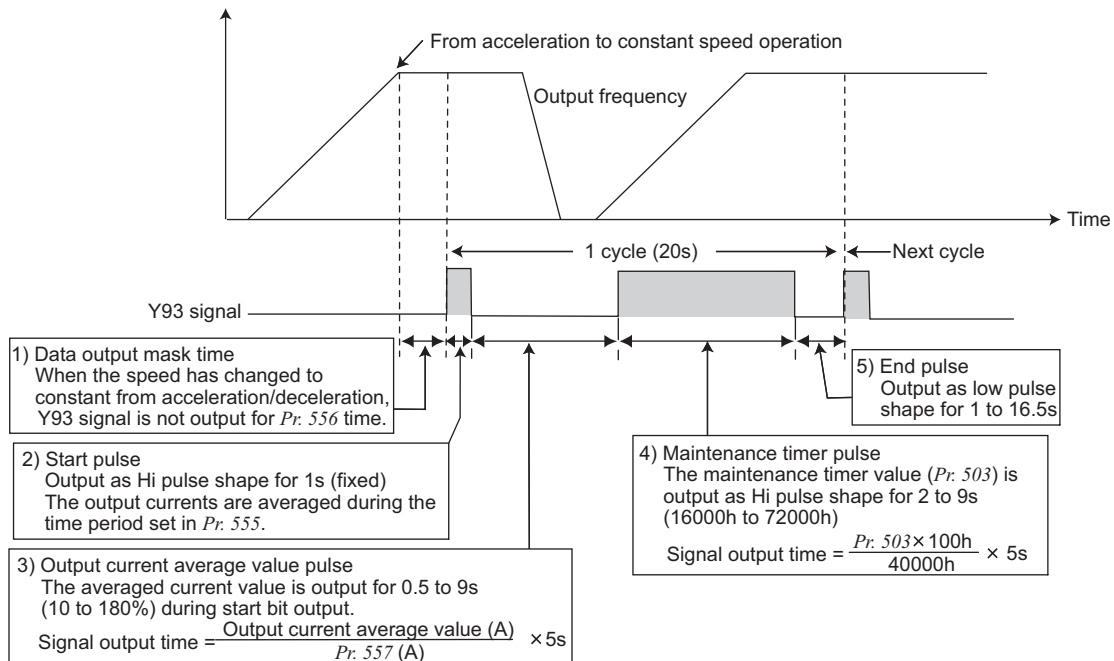 From acceleration to constant speed operation
Output frequency
Time
1 cycle (20s)
Next cycle
Y93 signal
1) Data output mask time
When the speed has changed to
constant from acceleration/deceleration,
Y93 signal is not output for Pr. 556 time.
2) Start pulse
Output as Hi pulse shape for 1s (fixed)
The output currents are averaged during the
time period set in Pr. 555.
3) Output current average value pulse
The averaged current value is output for 0.5 to 9s
(10 to 180%) during start bit output.
Signal output time = Output current average value (A) / Pr. 557 (A) × 5s
4) Maintenance timer pulse
The maintenance timer value (Pr. 503) is
output as Hi pulse shape for 2 to 9s
(16000h to 72000h)
Signal output time = Pr. 503 × 100h / 40000h × 5s
5) End pulse
Output as low pulse
shape for 1 to 16.5s